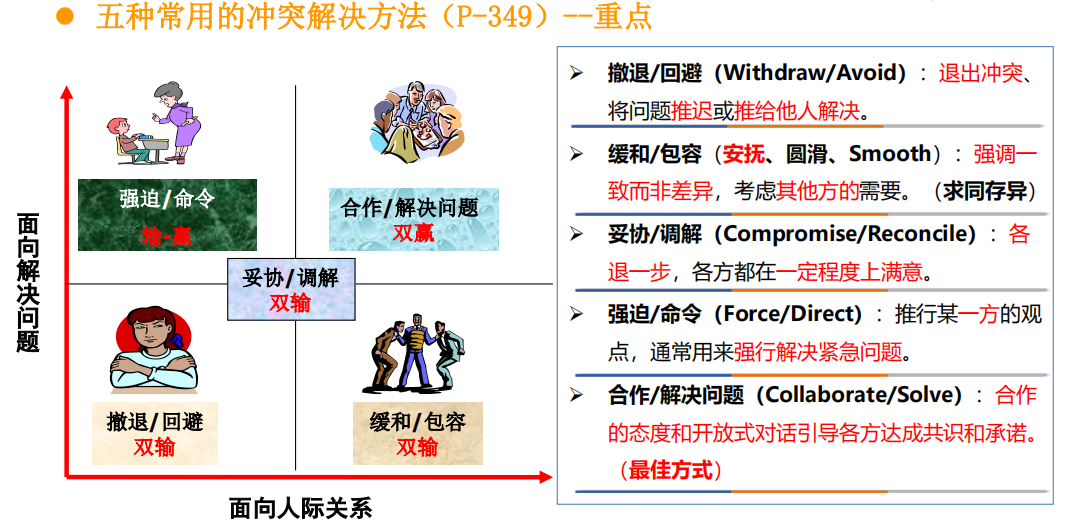 五种常用的冲突解决方法（P-349）--重点
面向解决问题
强迫/命令
输-赢
合作/解决问题
双赢
妥协/调解
双输
撤退/回避
双输
缓和/包容
双输
面向人际关系
撤退/回避（Withdraw/Avoid）：退出冲突、
将问题推迟或推给他人解决。
缓和/包容（安抚、圆滑、Smooth）：强调一
致而非差异，考虑其他方的需要。（求同存异）
妥协/调解（Compromise/Reconcile）：各
退一步，各方都在一定程度上满意。
强迫/命令（Force/Direct）：推行某一方的观
点，通常用来强行解决紧急问题。
合作/解决问题（Collaborate/Solve）：合作
的态度和开放式对话引导各方达成共识和承诺。
（最佳方式）